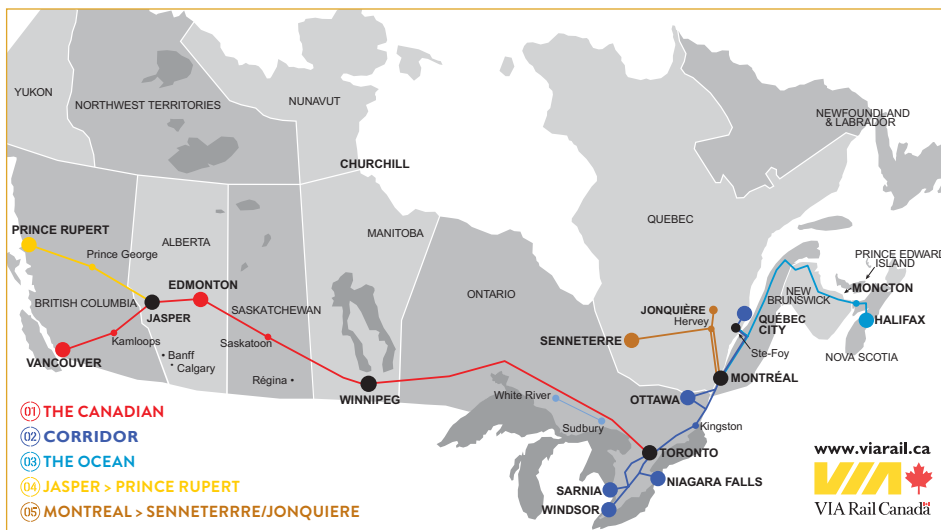 YUKON
NORTHWEST TERRITORIES
NUNAVUT
NEWFOUNDLAND
& LABRADOR
CHURCHILL
PRINCE RUPERT
Prince George
ALBERTA
MANITOBA
QUEBEC
PRINCE EDWARD
ISLAND
EDMONTON
BRITISH COLUMBIA
JASPER
SASKATCHEWAN
ONTARIO
JONQUIÈRE
Hervey
NEW
BRUNSWICK
MONCTON
QUÉBEC
CITY
HALIFAX
Kamloops
Saskatoon
SENNETERRE
Ste-Foy
NOVA SCOTIA
VANCOUVER
Banff
Calgary
Régina
WINNIPEG
MONTRÉAL
White River
OTTAWA
Sudbury
Kingston
TORONTO
NIAGARA FALLS
SARNIA
WINDSOR
01 THE CANADIAN
02 CORRIDOR
03 THE OCEAN
04 JASPER > PRINCE RUPERT
05 MONTREAL > SENNETERRRE/JONQUIERE
www.viarail.ca
VIA
VIA Rail Canada